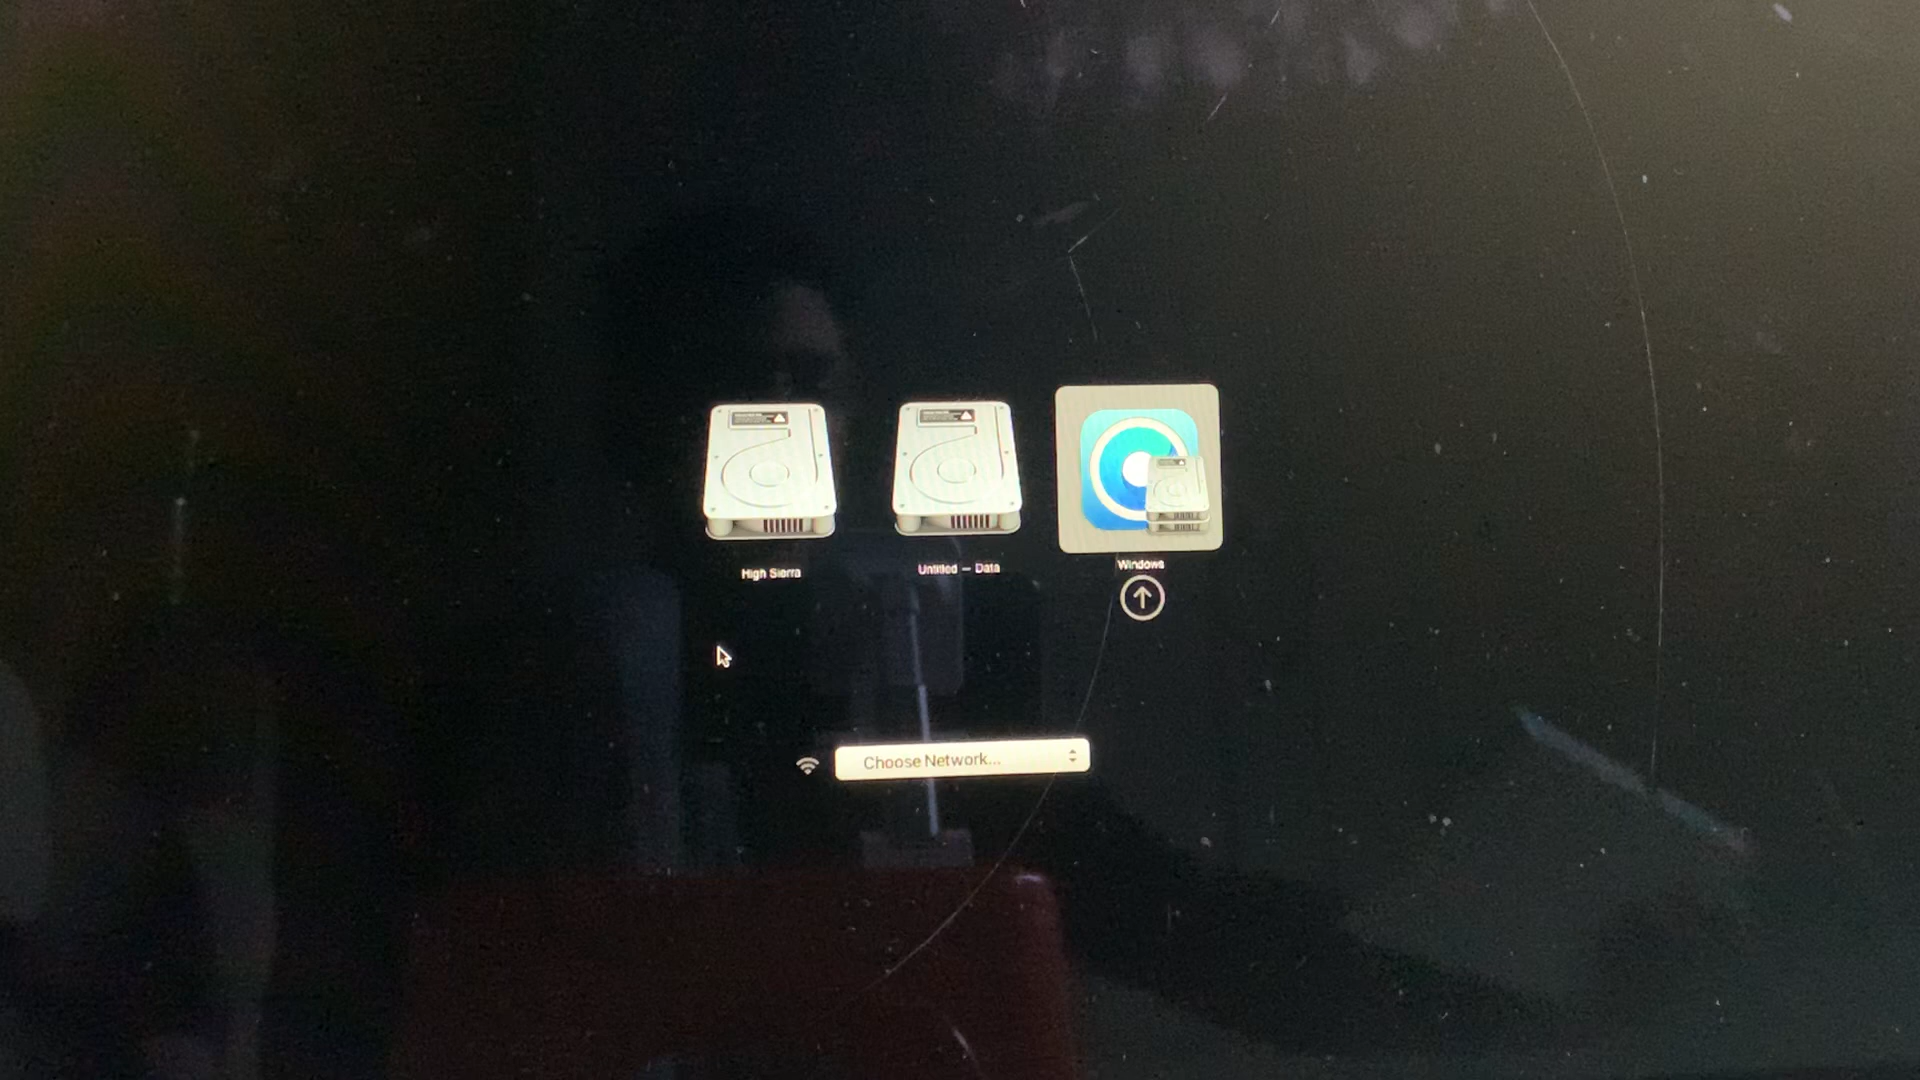 High Sierra
Untitled – Data
Windows
Choose Network...